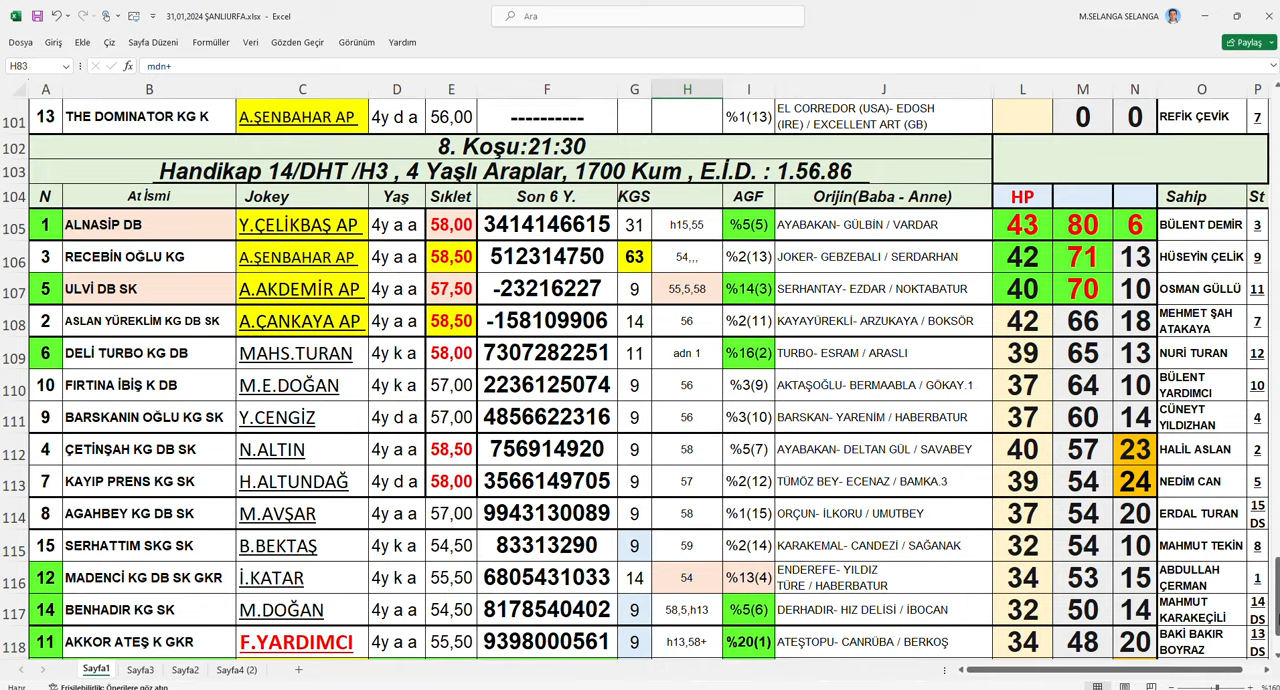 31,01,2024 ŞANLIURFA.xlsx - Excel
Ara
M.SELANGA SELANGA
Dosya Giriş Ekle Çiz Sayfa Düzeni Formüller Veri Gözden Geçir Görünüm Yardım
Paylaş
H83 fx mdn+
A B C D E F G H I J L M N O P
101 13 THE DOMINATOR KG K A.ŞENBAHAR AP 4y d a 56,00 ---------- %1(13) EL CORREDOR (USA)- EDOSH (IRE) / EXCELLENT ART (GB) 0 0 REFİK ÇEVİK 7
102 8. Koşu:21:30
103 Handikap 14/DHT /H3 , 4 Yaşlı Araplar, 1700 Kum , E.İ.D. : 1.56.86
104 N At İsmi Jokey Yaş Sıklet Son 6 Y. KGS AGF Orijin(Baba - Anne) HP Sahip St
105 1 ALNASİP DB Y.ÇELİKBAŞ AP 4y a a 58,00 3414146615 31 h15,55 %5(5) AYABAKAN- GÜLBİN / VARDAR 43 80 6 BÜLENT DEMİR 3
106 3 RECEBİN OĞLU KG A.ŞENBAHAR AP 4y a a 58,50 512314750 63 54,,, %2(13) JOKER- GEBZEBALI / SERDARHAN 42 71 13 HÜSEYİN ÇELİK 9
107 5 ULVİ DB SK A.AKDEMİR AP 4y a a 57,50 -23216227 9 55,5,58 %14(3) SERHANTAY- EZDAR / NOKTABATUR 40 70 10 OSMAN GÜLLÜ 11
108 2 ASLAN YÜREKLİM KG DB SK A.ÇANKAYA AP 4y a a 58,50 -158109906 14 56 %2(11) KAYAYÜREKLİ- ARZUKAYA / BOKSÖR 42 66 18 MEHMET ŞAH ATAKAYA 7
109 6 DELİ TURBO KG DB MAHS.TURAN 4y k a 58,00 7307282251 11 adn 1 %16(2) TURBO- ESRAM / ARASLI 39 65 13 NURİ TURAN 12
110 10 FIRTINA İBİŞ K DB M.E.DOĞAN 4y k a 57,00 2236125074 9 56 %3(9) AKTAŞOĞLU- BERMAABLA / GÖKAY.1 37 64 10 BÜLENT YARDIMCI 10
111 9 BARSKANIN OĞLU KG Y.CENGİZ 4y d a 57,00 4856622316 9 56 %3(10) BARSKAN- YARENİM / HABERBATUR 37 60 14 CÜNEYT YILDIZHAN 4
112 4 ÇETİNŞAH KG DB SK N.ALTIN 4y a a 58,50 756914920 9 58 %5(7) AYABAKAN- DELTAN GÜL / SAVABEY 40 57 23 HALİL ASLAN 2
113 7 KAYIP PRENS KG SK H.ALTUNDAĞ 4y d a 58,00 3566149705 9 57 %2(12) TÜMÖZ BEY- ECENAZ / BAMKA.3 39 54 24 NEDİM CAN 5
114 8 AGAHBEY KG DB SK M.AVŞAR 4y a a 57,00 9943130089 9 58 %1(15) ORÇUN- İLKORU / UMUTBEY 37 54 20 ERDAL TURAN 15 DS
115 15 SERHATTIM SKG SK B.BEKTAŞ 4y k a 54,50 83313290 9 59 %2(14) KARAKEMAL- CANDEZİ / SAĞANAK 32 54 10 MAHMUT TEKİN 8
116 12 MADENCİ KG DB SK GKR İ.KATAR 4y k a 55,50 6805431033 14 54 %13(4) ENDEREFE- YILDIZ TÜRE / HABERBATUR 34 53 15 ABDULLAH ÇERMAN 1
117 14 BENHADIR KG SK M.DOĞAN 4y a a 54,50 8178540402 9 58,5,h13 %5(6) DERHADIR- HIZ DELİSİ / İBOCAN 32 50 14 MAHMUT KARAKEÇİLİ 14 DS
118 11 AKKOR ATEŞ K GKR F.YARDIMCI 4y a a 55,50 9398000561 9 h13,58+ %20(1) ATEŞTOPU- CANRÜBA / BERKOŞ 34 48 20 BAKİ BAKIR BOYRAZ 13 DS
Sayfa1 Sayfa3 Sayfa2 Sayfa4 (2)
Hazır Erişilebilirlik: Önerilere göz atın %160